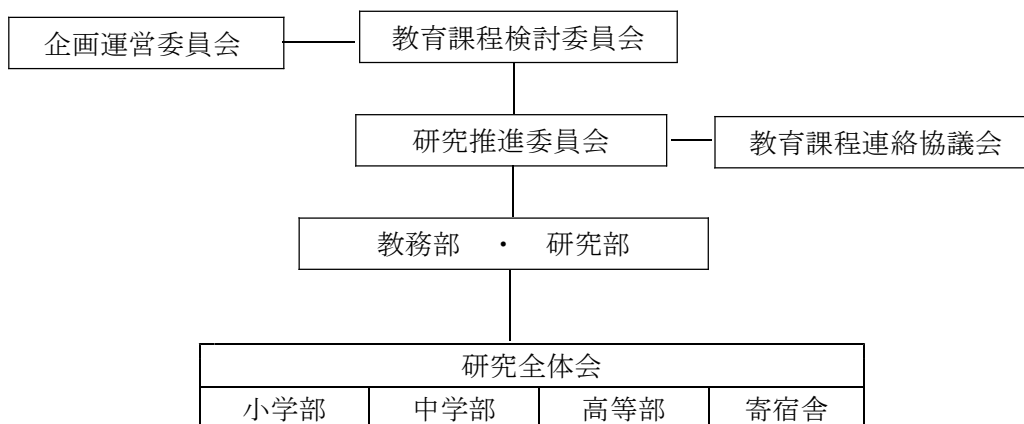 企画運営委員会
教育課程検討委員会
研究推進委員会
教育課程連絡協議会
教務部 ・ 研究部
研究全体会
小学部 中学部 高等部 寄宿舎